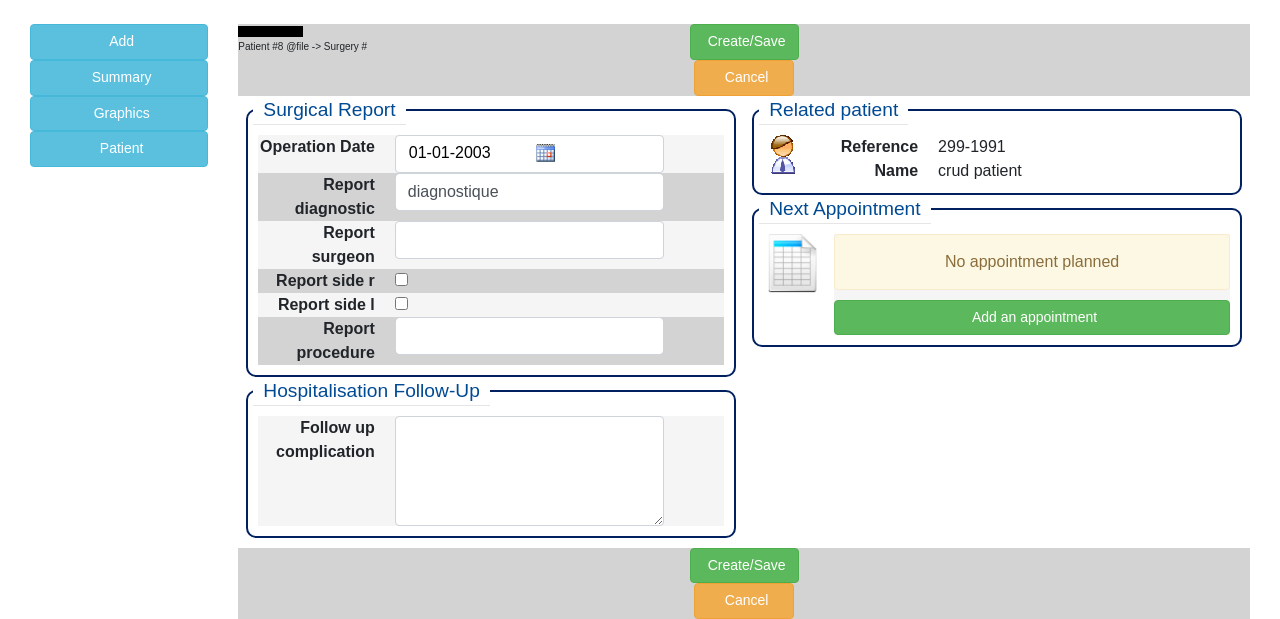 Add
Summary
Graphics
Patient
Patient #8 @file -> Surgery #
Create/Save
Cancel
Surgical Report
Operation Date 01-01-2003
Report diagnostique
diagnostic
Report
surgeon
Report side r
Report side l
Report
procedure
Hospitalisation Follow-Up
Follow up
complication
Related patient
Reference 299-1991
Name crud patient
Next Appointment
No appointment planned
Add an appointment
Create/Save
Cancel